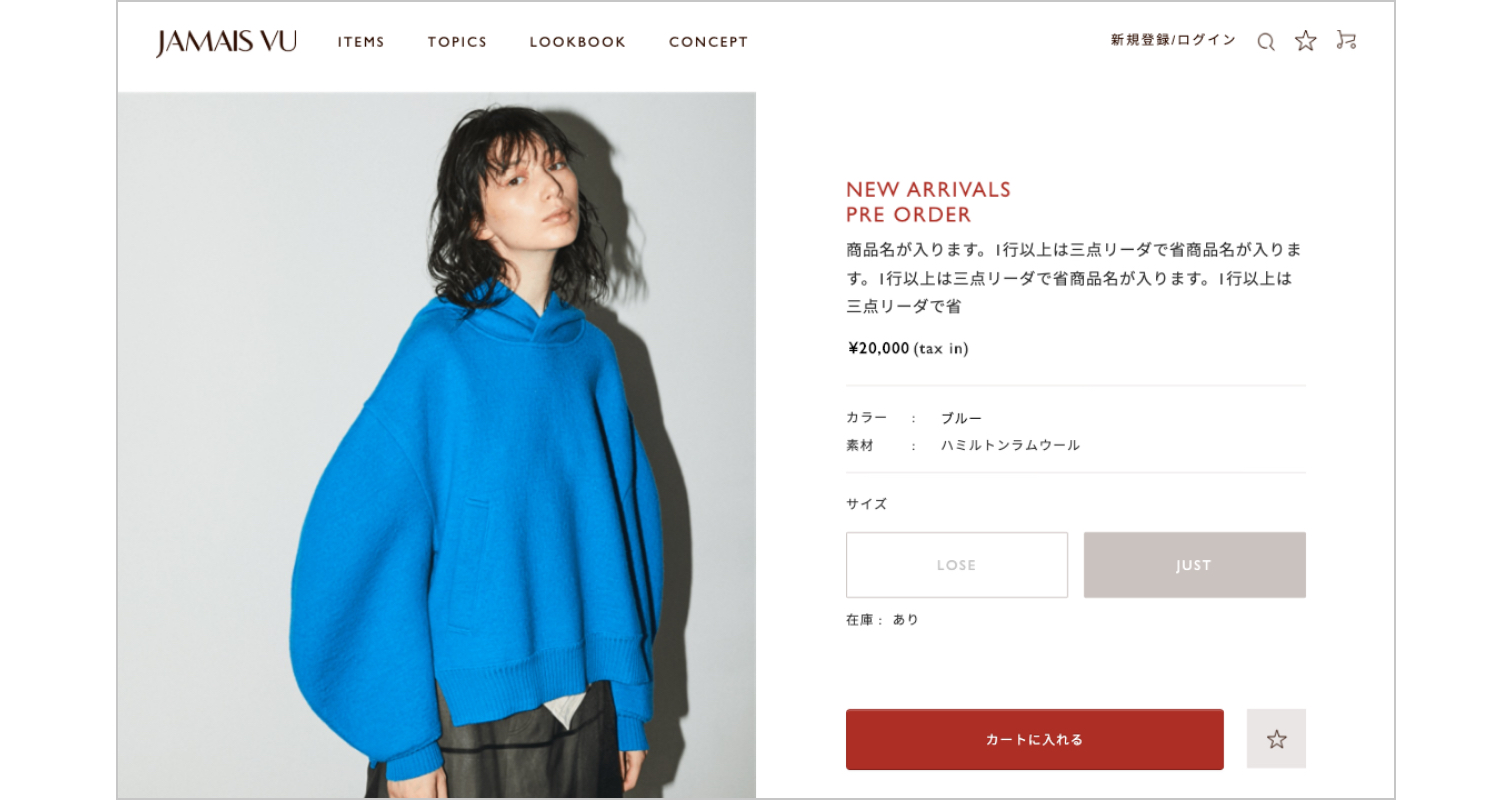 JAMAIS VU
ITEMS
TOPICS
LOOKBOOK
CONCEPT
新規登録/ログイン
NEW ARRIVALS
PRE ORDER
商品名が入ります。1行以上は三点リーダで省商品名が入りま
す。1行以上は三点リーダで省商品名が入ります。1行以上は
三点リーダで省
¥20,000 (tax in)
カラー : ブルー
素材 : ハミルトンラムウール
サイズ
LOSE
JUST
在庫： あり
カートに入れる